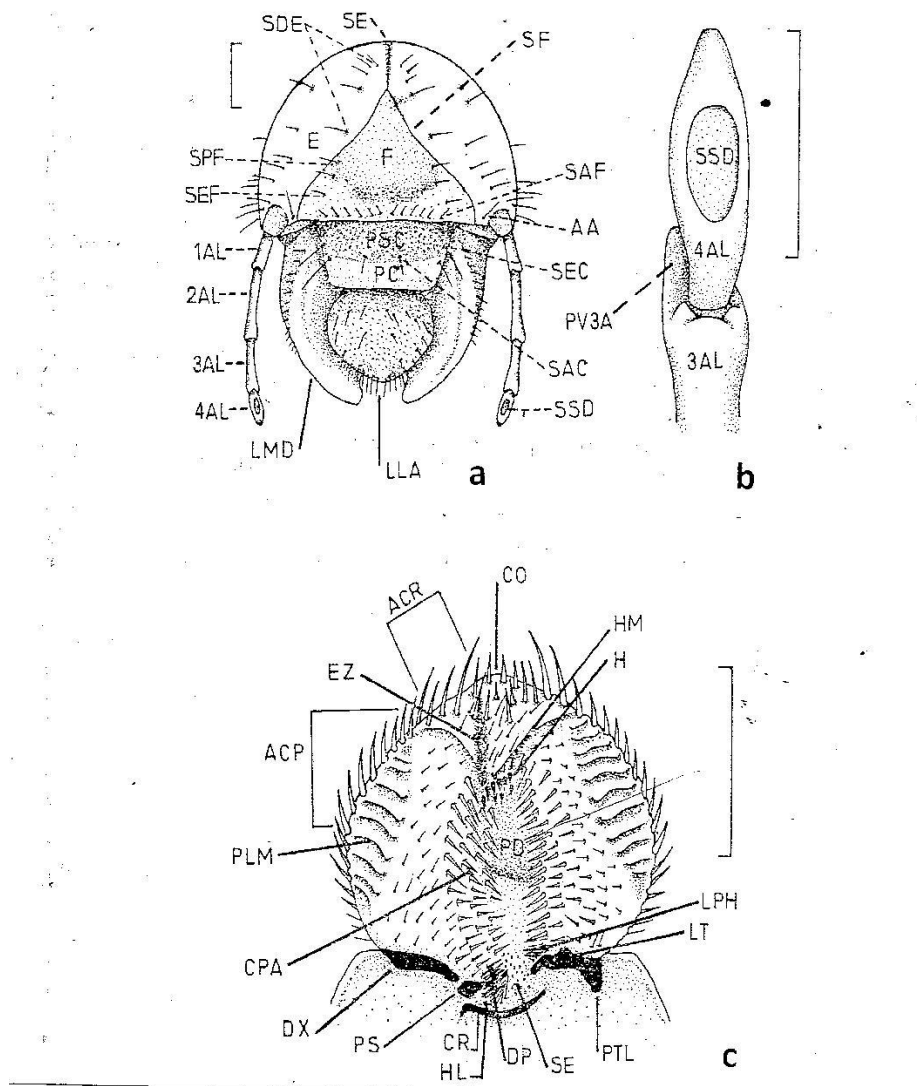 SDE SE SF
E F
SPF SAF
SEF
AA
1AL PSC SEC
PC
2AL
3AL SAC
4AL SSD
LMD LLA
a
SSD
4AL
PV3A
3AL
b
CO
ACR HM
H
EZ
ACP
PD
PLM
LPH
LT
CPA
DX
PS CR DP SE PTL
HL
c